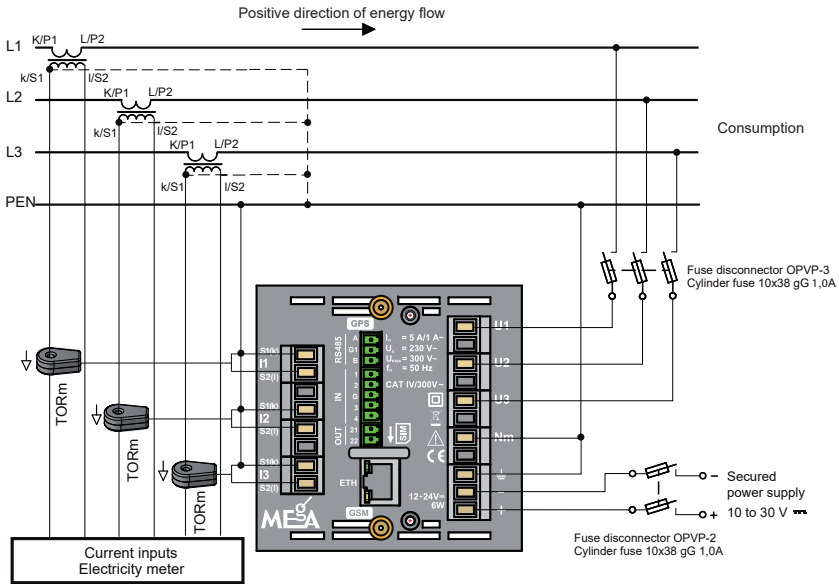 Positive direction of energy flow
L1
K/P1
L/P2
k/S1
l/S2
L2
K/P1
L/P2
k/S1
l/S2
Consumption
L3
K/P1
L/P2
k/S1
l/S2
PEN
Fuse disconnector OPVP-3
Cylinder fuse 10x38 gG 1,0A
GPS
RS485
A
G1
B
IN
1
2
G
3
4
OUT
21
22
= 5 A/1 A~
= 230 V~
= 300 V~
= 50 Hz
CAT IV/300V~
SIM
CE
ETH
GSM
12-24V=
6W
MEgA
S1(k)
I1
S2(l)
S1(k)
I2
S2(l)
S1(k)
I3
S2(l)
U1
U2
U3
Nm
-
+
TORm
TORm
TORm
- Secured
power supply
+ 10 to 30 V
Fuse disconnector OPVP-2
Cylinder fuse 10x38 gG 1,0A
Current inputs
Electricity meter